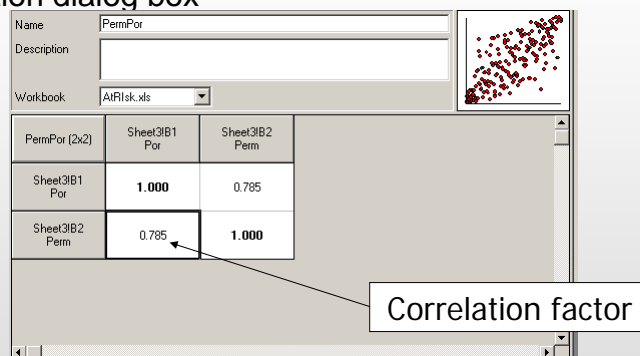 ion dialog box
Name PermPor
Description
Workbook AtRIsk.xls
PermPor (2x2) Sheet3!B1 Por Sheet3!B2 Perm
Sheet3!B1 Por 1.000 0.785
Sheet3!B2 Perm 0.785 1.000
Correlation factor